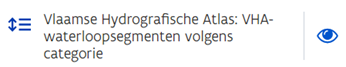 Vlaamse Hydrografische Atlas: VHA-
waterloopsegmenten volgens
categorie